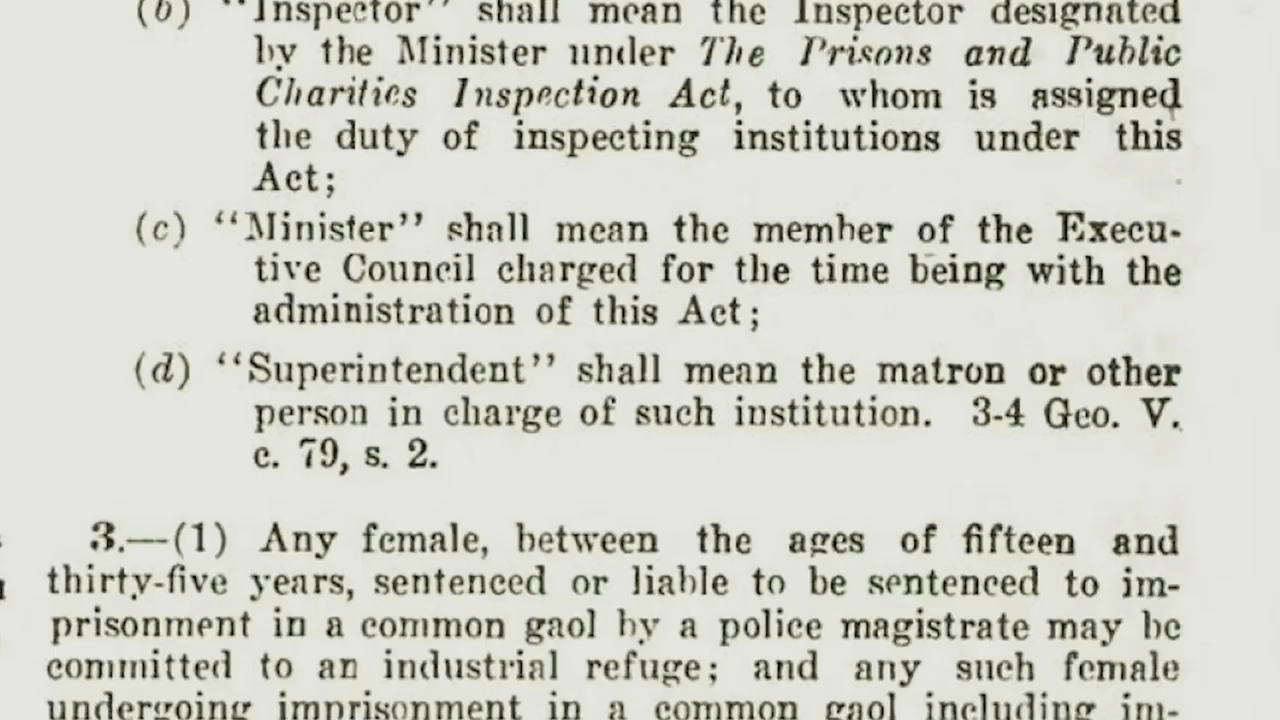 (b) "Inspector" shall mean the Inspector designated
by the Minister under The Prisons and Public
Charities Inspection Act, to whom is assigned
the duty of inspecting institutions under this
Act;
(c) "Minister" shall mean the member of the Execu-
tive Council charged for the time being with the
administration of this Act;
(d) "Superintendent" shall mean the matron or other
person in charge of such institution. 3-4 Geo. V.
c. 79, s. 2.
3.—(1) Any female, between the ages of fifteen and
thirty-five years, sentenced or liable to be sentenced to im-
prisonment in a common gaol by a police magistrate may be
committed to an industrial refuge; and any such female
undergoing imprisonment in a common gaol including im-